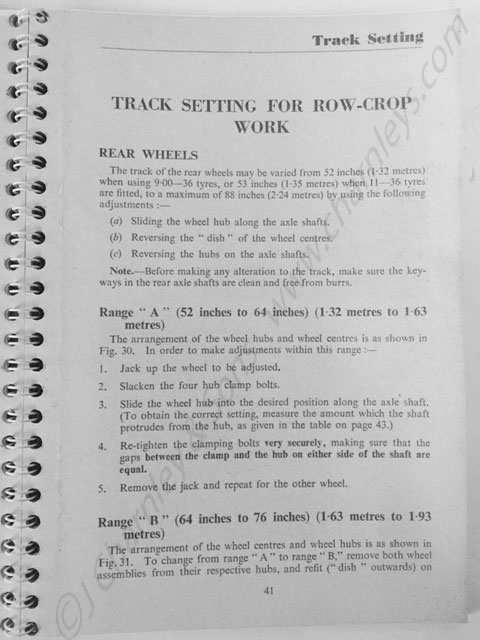 Track Setting
TRACK SETTING FOR ROW-CROP
WORK
REAR WHEELS
The track of the rear wheels may be varied from 52 inches (1·32 metres)
when using 9·00—36 tyres, or 53 inches (1·35 metres) when 11—36 tyres
are fitted, to a maximum of 88 inches (2·24 metres) by using the following
adjustments :—
(a) Sliding the wheel hub along the axle shafts.
(b) Reversing the " dish " of the wheel centres.
(c) Reversing the hubs on the axle shafts.
Note.—Before making any alteration to the track, make sure the key-
ways in the rear axle shafts are clean and free from burrs.
Range " A " (52 inches to 64 inches) (1·32 metres to 1·63
metres)
The arrangement of the wheel hubs and wheel centres is as shown in
Fig. 30. In order to make adjustments within this range :—
1. Jack up the wheel to be adjusted.
2. Slacken the four hub clamp bolts.
3. Slide the wheel hub into the desired position along the axle shaft.
(To obtain the correct setting, measure the amount which the shaft
protrudes from the hub, as given in the table on page 43.)
4. Re-tighten the clamping bolts very securely, making sure that the
gaps between the clamp and the hub on either side of the shaft are
equal.
5. Remove the jack and repeat for the other wheel.
Range " B " (64 inches to 76 inches) (1·63 metres to 1·93
metres)
The arrangement of the wheel centres and wheel hubs is as shown in
Fig. 31. To change from range " A " to range " B," remove both wheel
assemblies from their respective hubs, and refit (" dish " outwards) on
41